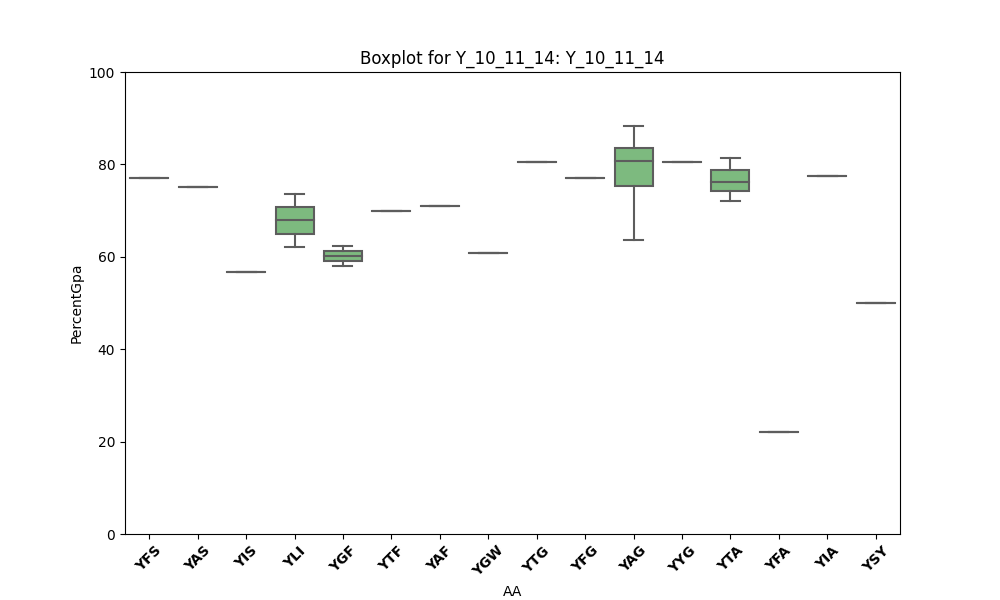 Boxplot for Y_10_11_14: Y_10_11_14
PercentGpa
100
80
60
40
20
0
YFS YAS YIS YLI YGF YTF YAF YGW YTG YFG YAG YYG YTA YFA YIA YSY
AA